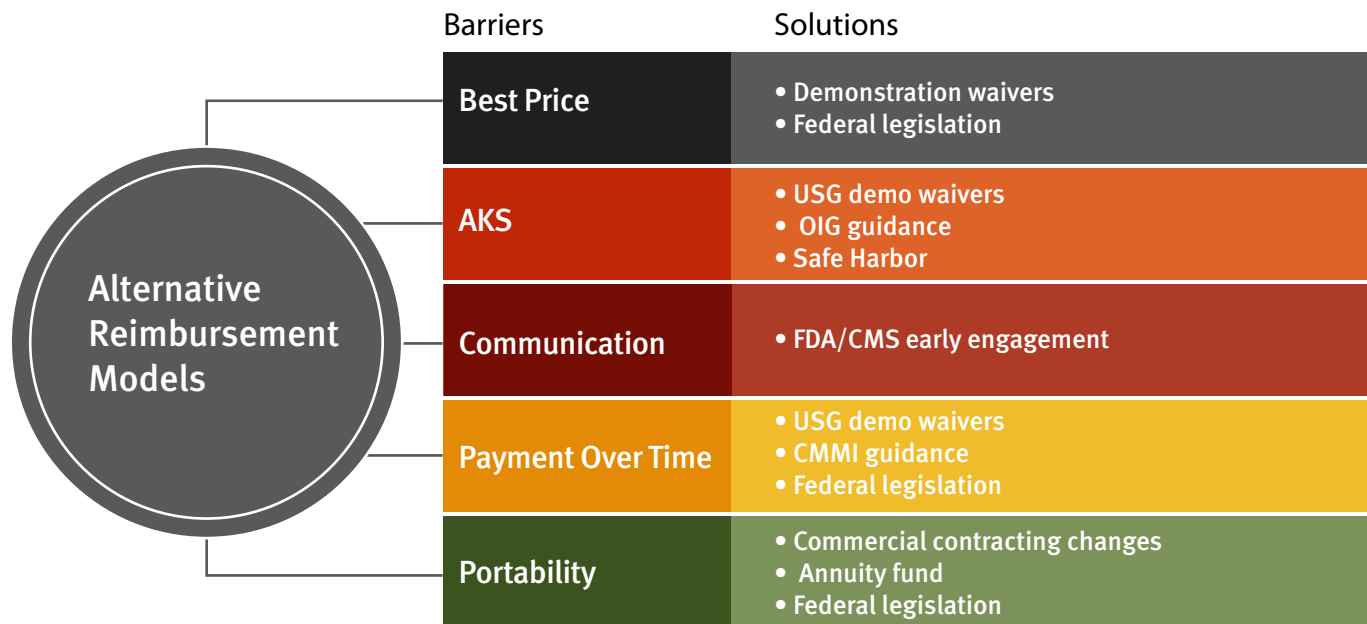 Barriers
Solutions
Alternative
Reimbursement
Models
Best Price
• Demonstration waivers
• Federal legislation
AKS
• USG demo waivers
• OIG guidance
• Safe Harbor
Communication
• FDA/CMS early engagement
Payment Over Time
• USG demo waivers
• CMMI guidance
• Federal legislation
Portability
• Commercial contracting changes
• Annuity fund
• Federal legislation